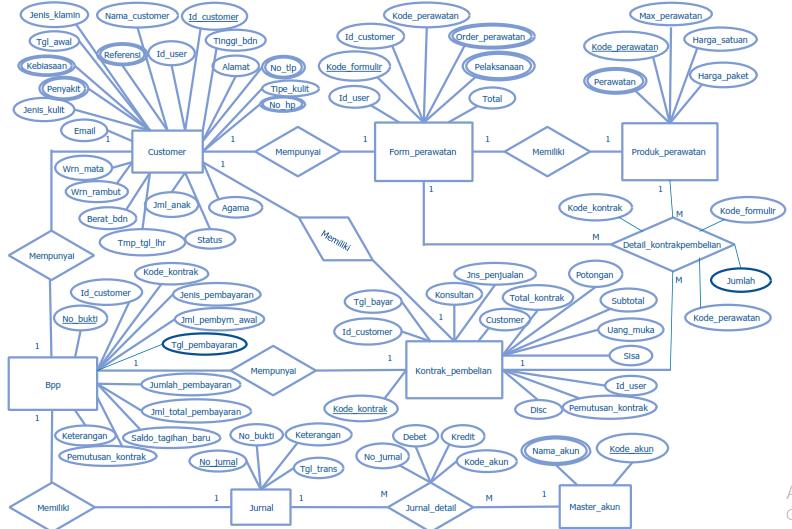 Jenis_klamin
Nama_customer
Id_customer
Tgl_awal
Referensi
Id_user
Tinggi_bdn
Kebiasaan
Alamat
No_tlp
Penyakit
Tipe_kulit
Jenis_kulit
No_hp
Email
Customer
Wrn_mata
Wrn_rambut
Berat_bdn
Jml_anak
Agama
Tmp_tgl_lhr
Status
1
1
1
Mempunyai
1
Kode_perawatan
Id_customer
Order_perawatan
Kode_formulir
Pelaksanaan
Id_user
Total
Form_perawatan
1
1
Memiliki
1
Max_perawatan
Kode_perawatan
Harga_satuan
Perawatan
Harga_paket
Produk_perawatan
1
M
Kode_kontrak
Kode_formulir
M
Detail_kontrakpembelian
M
Jumlah
Kode_perawatan
Memiliki
Mempunyai
Kode_kontrak
Id_customer
Jenis_pembayaran
No_bukti
Jml_pembym_awal
Tgl_pembayaran
1
1
Bpp
Mempunyai
1
Jumlah_pembayaran
Jml_total_pembayaran
1
Keterangan
Saldo_tagihan_baru
Pemutusan_kontrak
Jns_penjualan
Potongan
Tgl_bayar
Konsultan
Total_kontrak
Subtotal
Id_customer
1
Customer
Uang_muka
Sisa
Kontrak_pembelian
1
Id_user
Kode_kontrak
Disc
Pemutusan_kontrak
No_bukti
Keterangan
No_jurnal
Tgl_trans
Memiliki
1
Jurnal
1
Debet
Kredit
No_jurnal
Kode_akun
M
Jurnal_detail
M
Nama_akun
Kode_akun
1
Master_akun